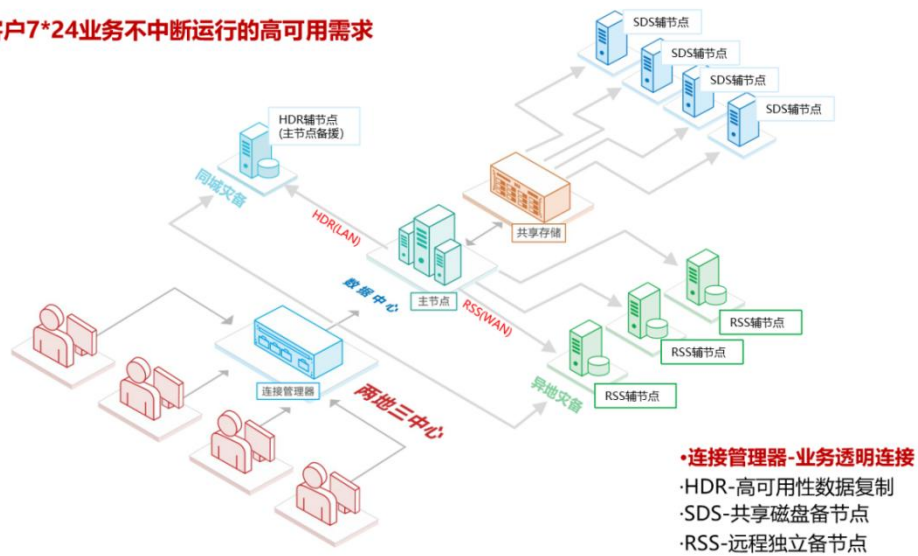 户7*24业务不中断运行的高可用需求
SDS辅节点
SDS辅节点
SDS辅节点
SDS辅节点
HDR辅节点
(主节点备援)
同城灾备
HDR(LAN)
共享存储
数据中心
主节点
RSS(WAN)
RSS辅节点
RSS辅节点
RSS辅节点
异地灾备
连接管理器
两地三中心
•连接管理器-业务透明连接
·HDR-高可用性数据复制
·SDS-共享磁盘备节点
·RSS-远程独立备节点